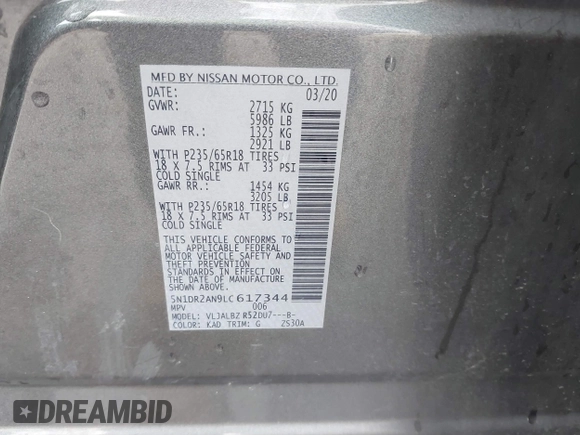 MFD BY NISSAN MOTOR CO., LTD.
DATE: 03/20
GVWR: 2715 KG
5986 LB
GAWR FR.: 1325 KG
2921 LB
WITH P235/65R18 TIRES
18 X 7.5 RIMS AT 33 PSI
COLD SINGLE
GAWR RR.: 1454 KG
3205 LB
WITH P235/65R18 TIRES
18 X 7.5 RIMS AT 33 PSI
COLD SINGLE
THIS VEHICLE CONFORMS TO
ALL APPLICABLE FEDERAL
MOTOR VEHICLE SAFETY AND
THEFT PREVENTION
STANDARDS IN EFFECT ON
THE DATE OF MANUFACTURE
SHOWN ABOVE.
5N1DR2AN9LC617344
MPV 006
MODEL: VLJALBZ R52DU7---B-
COLOR: KAD TRIM: G ZS30A
DREAMBID